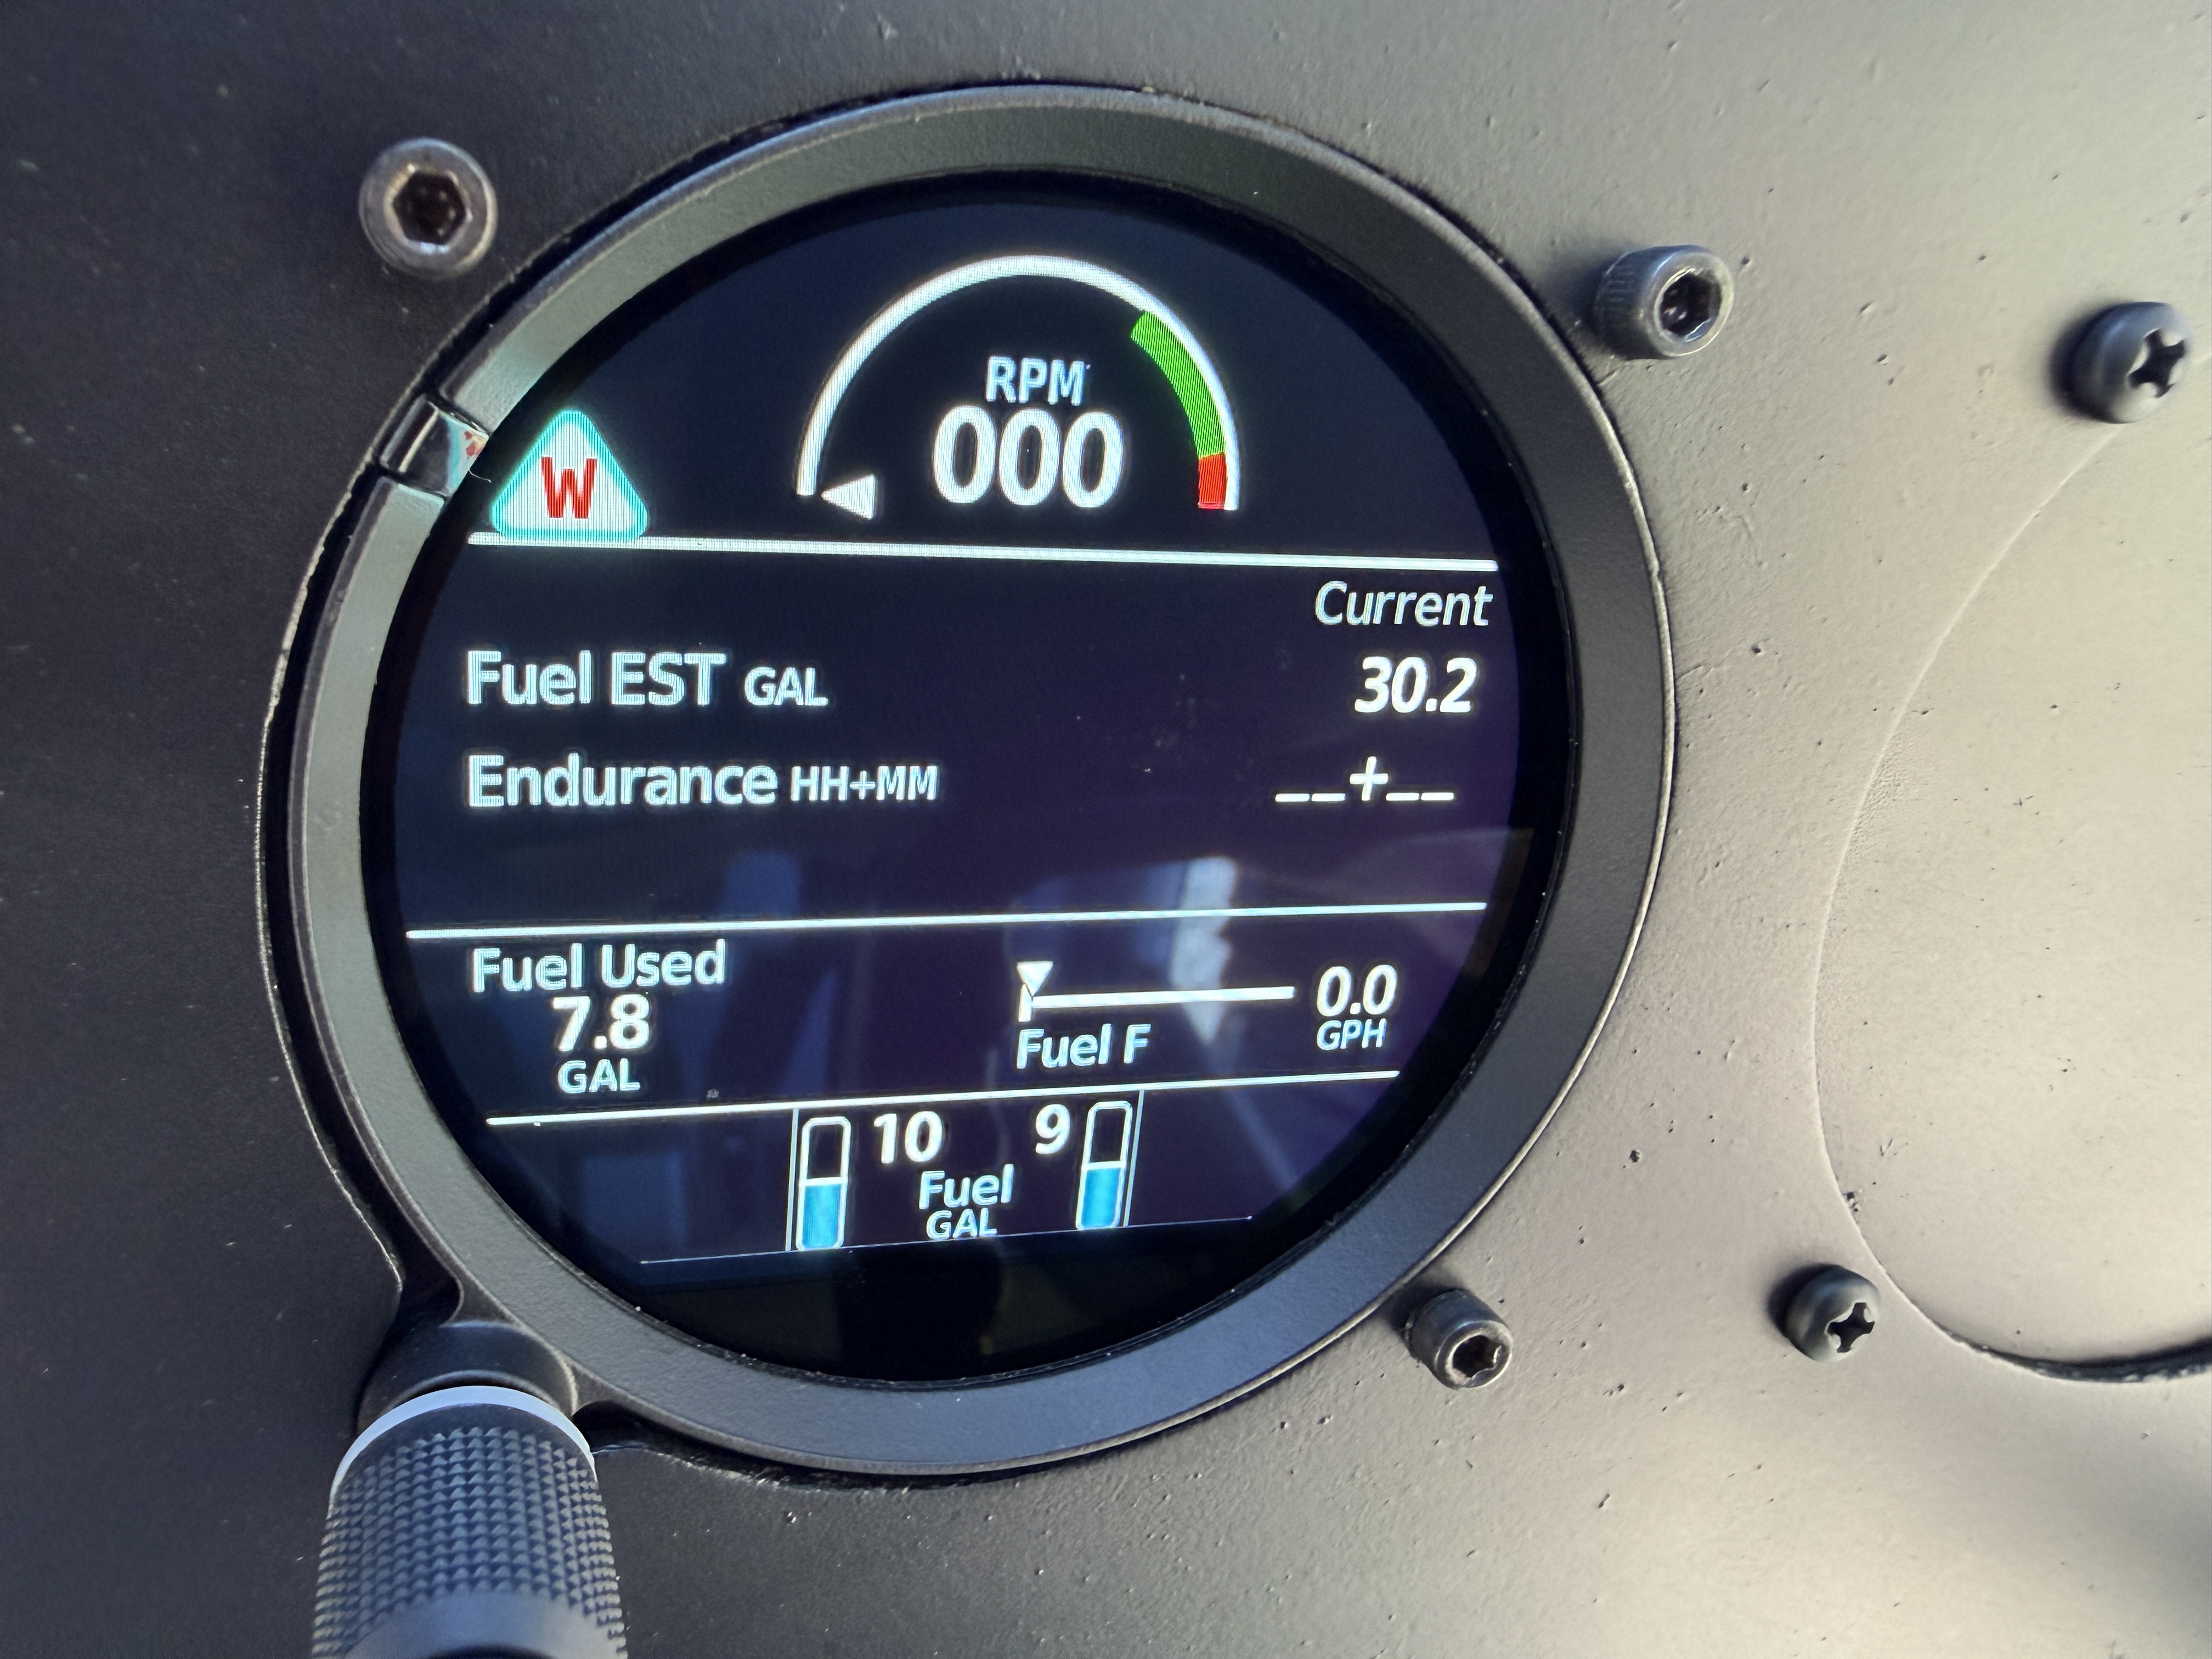 RPM
000
W
Current
Fuel EST GAL 30.2
Endurance HH+MM __+__
Fuel Used
7.8
GAL
Fuel F
0.0
GPH
10 9
Fuel
GAL